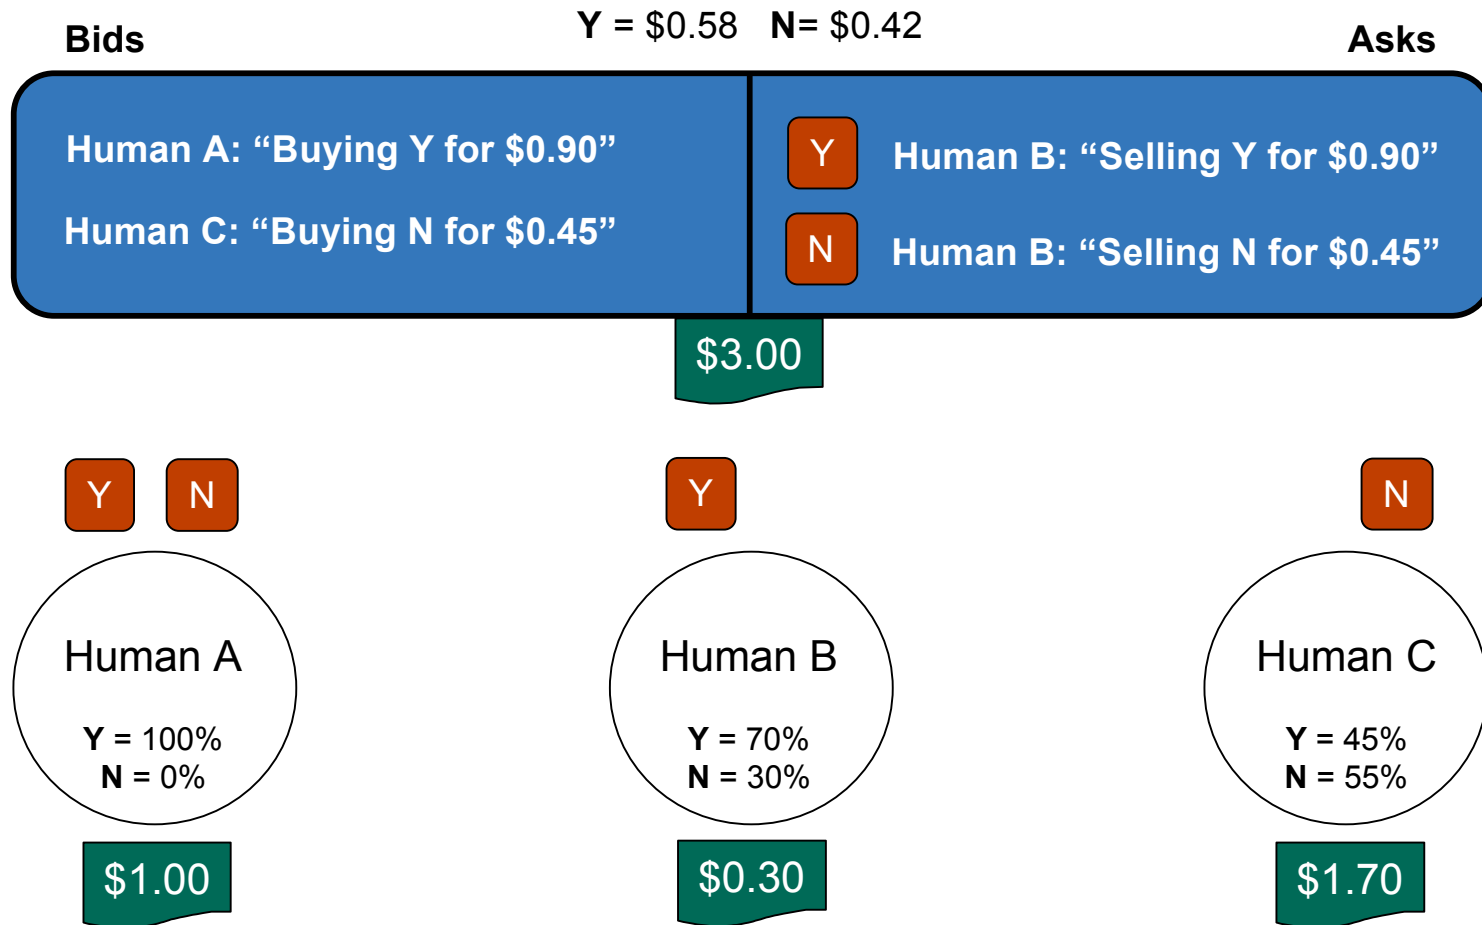 Bids
Y = $0.58 N= $0.42
Asks
Human A: “Buying Y for $0.90”
Human C: “Buying N for $0.45”
Y
Human B: “Selling Y for $0.90”
N
Human B: “Selling N for $0.45”
$3.00
Y
N
Y
N
Human A
Y = 100%
N = 0%
$1.00
Human B
Y = 70%
N = 30%
$0.30
Human C
Y = 45%
N = 55%
$1.70